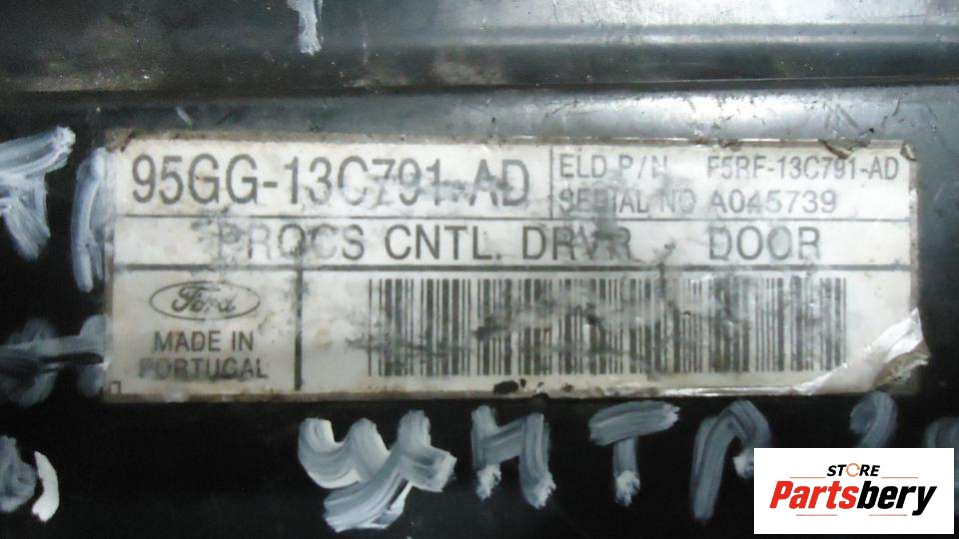 95GG-13C791-AD
ELD P/N F5RF-13C791-AD
SERIAL NO A045739
PROCS CNTL. DRVR DOOR
Ford
MADE IN
PORTUGAL
STORE
Partsbery